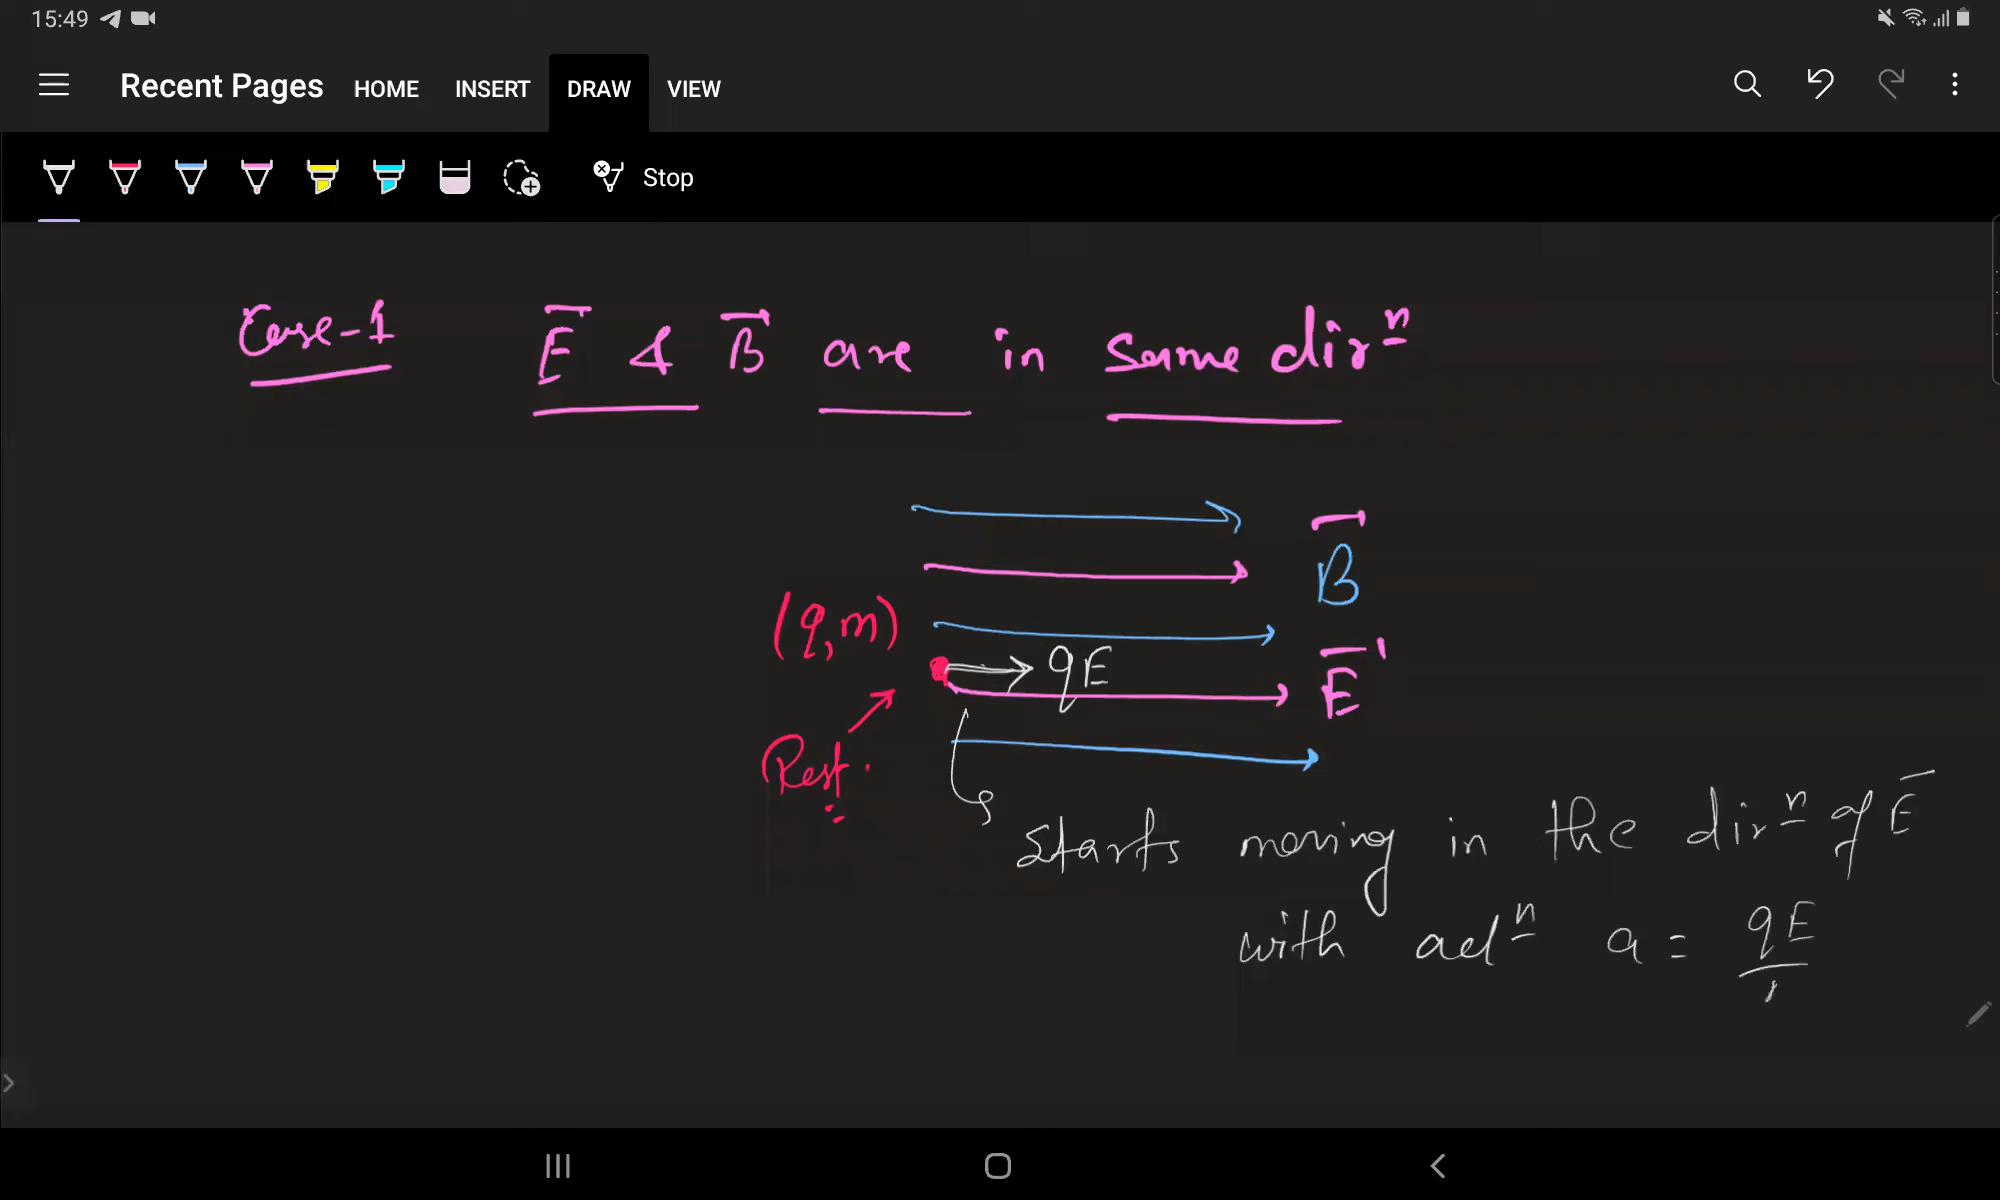 15:49
Recent Pages HOME INSERT DRAW VIEW
Stop
Case-1 E & B are in same dirⁿ
B
(q,m)
qE
E
Rest.
starts moving in the dirⁿ of E
with aclⁿ a = qE